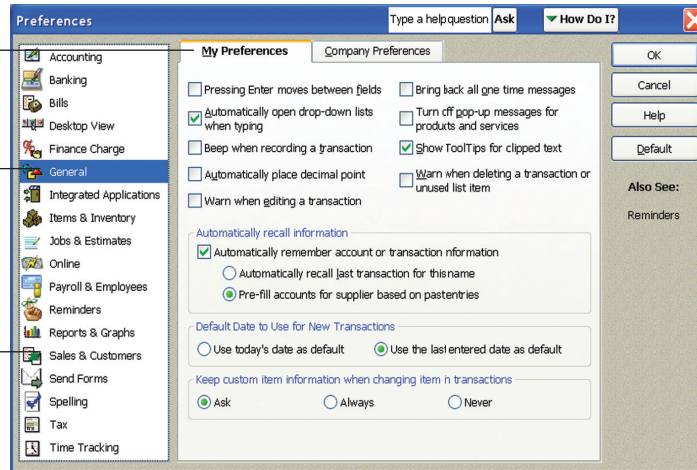 Preferences
Type a help question Ask
How Do I?
Accounting
Banking
Bills
Desktop View
Finance Charge
General
Integrated Applications
Items & Inventory
Jobs & Estimates
Online
Payroll & Employees
Reminders
Reports & Graphs
Sales & Customers
Send Forms
Spelling
Tax
Time Tracking
My Preferences
Company Preferences
Pressing Enter moves between fields
Automatically open drop-down lists
when typing
Beep when recording a transaction
Automatically place decimal point
Warn when editing a transaction
Bring back all one time messages
Turn off pop-up messages for
products and services
Show ToolTips for clipped text
Warn when deleting a transaction or
unused list item
Automatically recall information
Automatically remember account or transaction nformation
Automatically recall last transaction for this name
Pre-fill accounts for supplier based on past entries
Default Date to Use for New Transactions
Use today's date as default
Use the last entered date as default
Keep custom item information when changing item h transactions
Ask
Always
Never
OK
Cancel
Help
Default
Also See:
Reminders